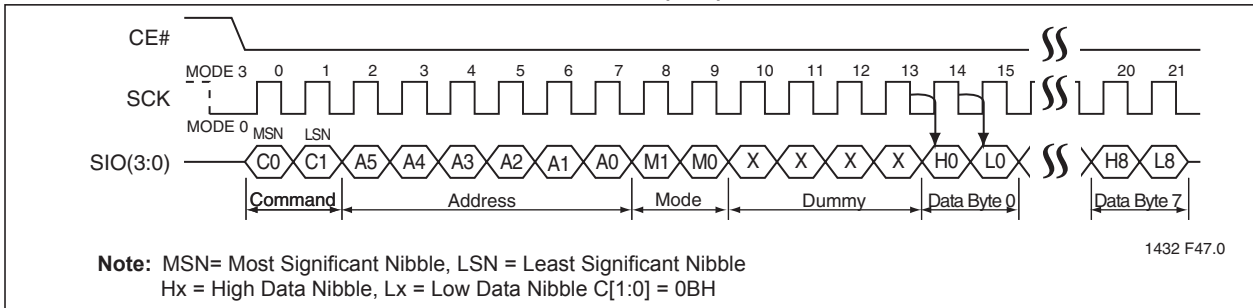 CE#
MODE 3 0 1 2 3 4 5 6 7 8 9 10 11 12 13 14 15 20 21
SCK
MODE 0
MSN LSN
SIO(3:0) C0 C1 A5 A4 A3 A2 A1 A0 M1 M0 X X X X H0 L0 H8 L8
Command Address Mode Dummy Data Byte 0 Data Byte 7
1432 F47.0
Note: MSN= Most Significant Nibble, LSN = Least Significant Nibble
Hx = High Data Nibble, Lx = Low Data Nibble C[1:0] = 0BH